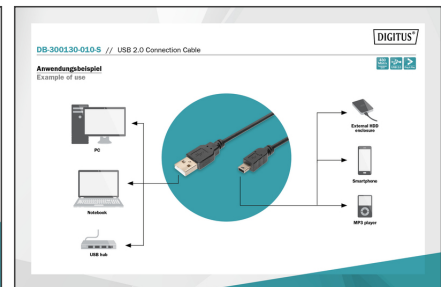 DIGITUS®
DB-300130-010-S // USB 2.0 Connection Cable
Anwendungsbeispiel
Example of use
PC
Notebook
USB hub
External HDD
enclosure
Smartphone
MP3 player